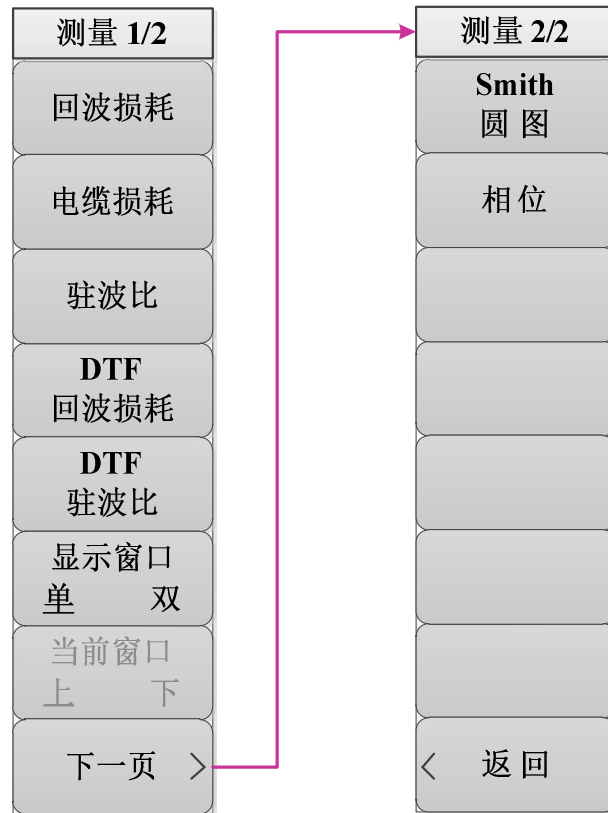 测量 1/2
回波损耗
电缆损耗
驻波比
DTF
回波损耗
DTF
驻波比
显示窗口
单 双
当前窗口
上 下
下一页 >
测量 2/2
Smith
圆 图
相 位
< 返 回